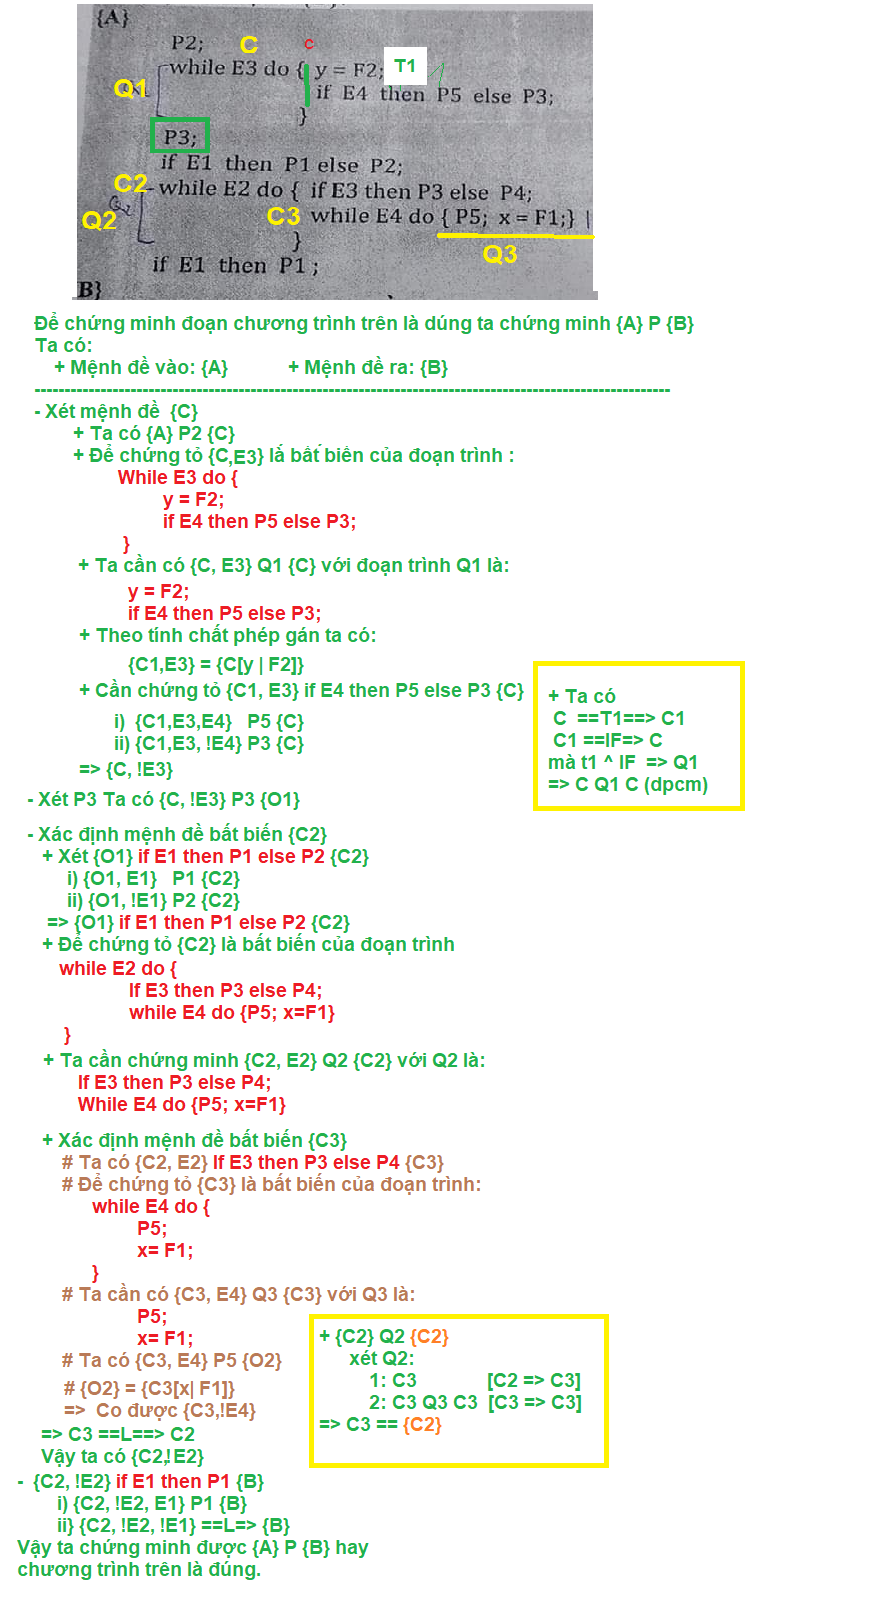 {A}
P2; C c
while E3 do { y = F2; T1
Q1 if E4 then P5 else P3;
}
P3;
if E1 then P1 else P2;
C2 while E2 do { if E3 then P3 else P4;
Q2 C3 while E4 do { P5; x = F1;}
} Q3
if E1 then P1 ;
B}
Để chứng minh đoạn chương trình trên là dúng ta chứng minh {A} P {B}
Ta có:
+ Mệnh đề vào: {A} + Mệnh đề ra: {B}
- Xét mệnh đề {C}
+ Ta có {A} P2 {C}
+ Để chứng tỏ {C,E3} là bất biến của đoạn trình :
While E3 do {
y = F2;
if E4 then P5 else P3;
}
+ Ta cần có {C, E3} Q1 {C} với đoạn trình Q1 là:
y = F2;
if E4 then P5 else P3;
+ Theo tính chất phép gán ta có:
{C1,E3} = {C[y | F2]}
+ Cần chứng tỏ {C1, E3} if E4 then P5 else P3 {C}
i) {C1,E3,E4} P5 {C}
ii) {C1,E3, !E4} P3 {C}
=> {C, !E3}
+ Ta có
C ==T1==> C1
C1 ==IF=> C
mà t1 ^ IF => Q1
=> C Q1 C (dpcm)
- Xét P3 Ta có {C, !E3} P3 {O1}
- Xác định mệnh đề bất biến {C2}
+ Xét {O1} if E1 then P1 else P2 {C2}
i) {O1, E1} P1 {C2}
ii) {O1, !E1} P2 {C2}
=> {O1} if E1 then P1 else P2 {C2}
+ Để chứng tỏ {C2} là bất biến của đoạn trình
while E2 do {
If E3 then P3 else P4;
while E4 do {P5; x=F1}
}
+ Ta cần chứng minh {C2, E2} Q2 {C2} với Q2 là:
If E3 then P3 else P4;
While E4 do {P5; x=F1}
+ Xác định mệnh đề bất biến {C3}
# Ta có {C2, E2} If E3 then P3 else P4 {C3}
# Để chứng tỏ {C3} là bất biến của đoạn trình:
while E4 do {
P5;
x= F1;
}
# Ta cần có {C3, E4} Q3 {C3} với Q3 là:
P5;
x= F1;
# Ta có {C3, E4} P5 {O2}
# {O2} = {C3[x| F1]}
=> Co được {C3,!E4}
=> C3 ==L==> C2
Vậy ta có {C2,!E2}
+ {C2} Q2 {C2}
xét Q2:
1: C3 [C2 => C3]
2: C3 Q3 C3 [C3 => C3]
=> C3 == {C2}
- {C2, !E2} if E1 then P1 {B}
i) {C2, !E2, E1} P1 {B}
ii} {C2, !E2, !E1} ==L=> {B}
Vậy ta chứng minh được {A} P {B} hay
chương trình trên là đúng.